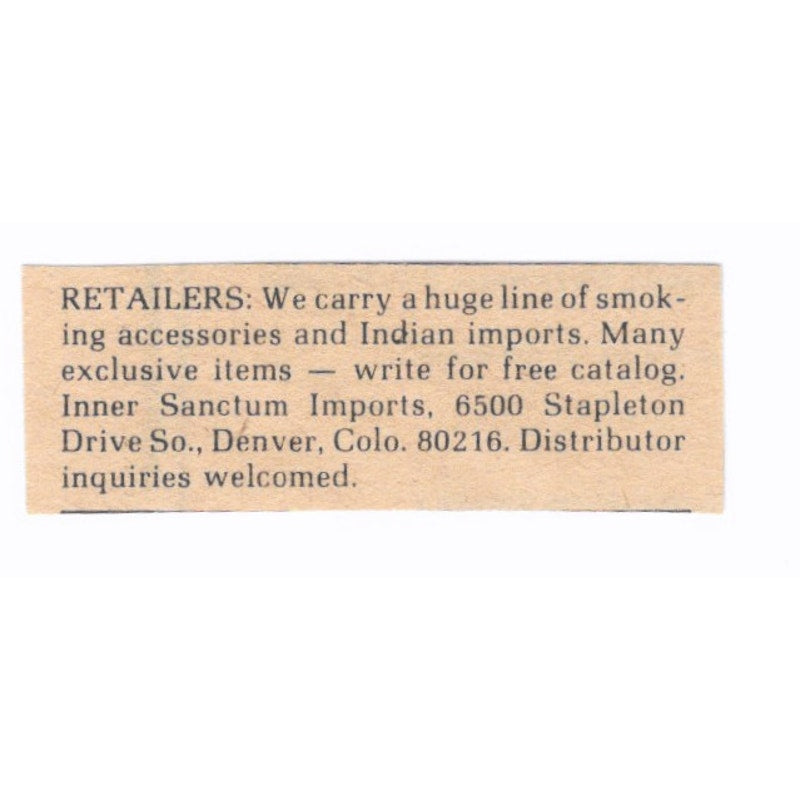 RETAILERS: We carry a huge line of smok-
ing accessories and Indian imports. Many
exclusive items — write for free catalog.
Inner Sanctum Imports, 6500 Stapleton
Drive So., Denver, Colo. 80216. Distributor
inquiries welcomed.